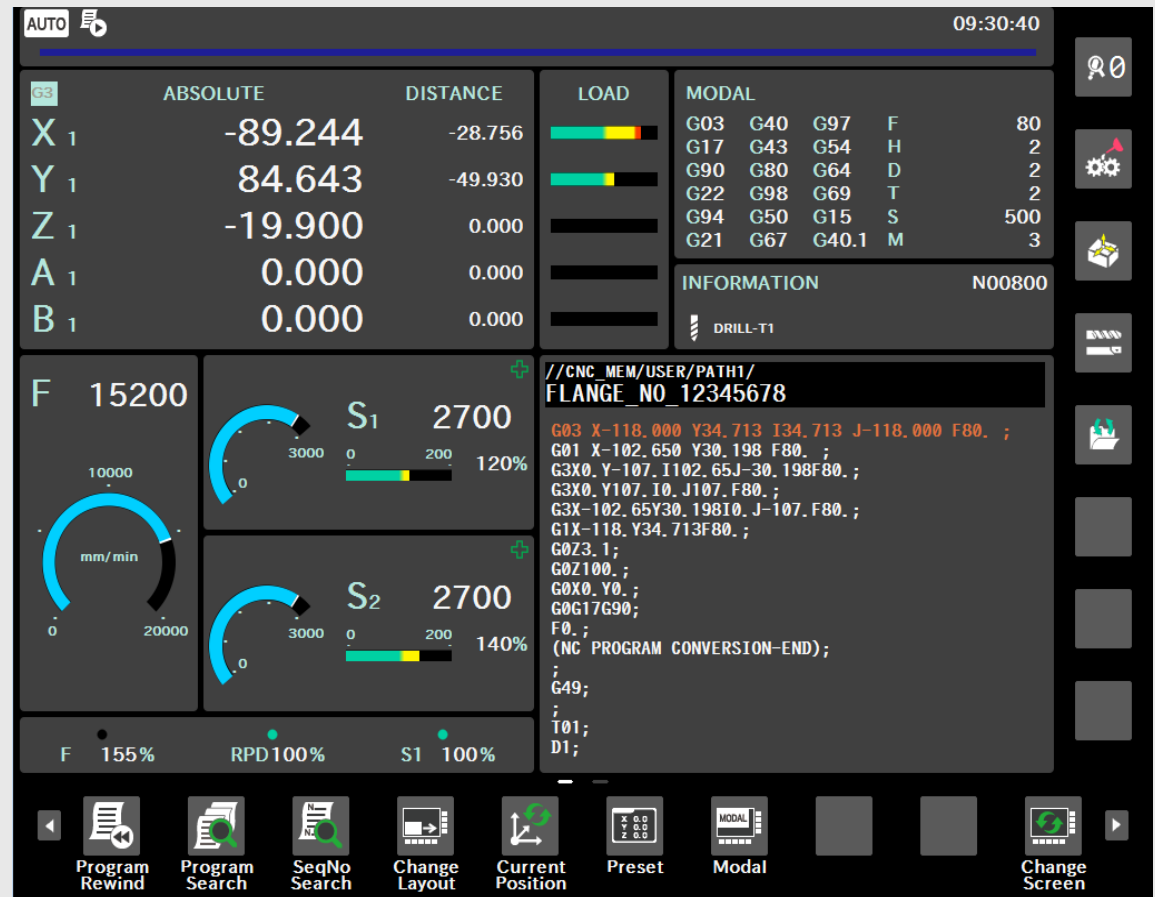 AUTO
09:30:40
G3 ABSOLUTE DISTANCE LOAD
X 1 -89.244 -28.756
Y 1 84.643 -49.930
Z 1 -19.900 0.000
A 1 0.000 0.000
B 1 0.000 0.000
MODAL
G03 G40 G97 F 80
G17 G43 G54 H 2
G90 G80 G64 D 2
G22 G98 G69 T 2
G94 G50 G15 S 500
G21 G67 G40.1 M 3
INFORMATION N00800
DRILL-T1
0
F 15200
10000
mm/min
0 20000
S1 2700
3000
0
0 200
120%
S2 2700
3000
0
0 200
140%
F 155%
RPD100%
S1 100%
//CNC_MEM/USER/PATH1/
FLANGE_NO_12345678
G03 X-118.000 Y34.713 I34.713 J-118.000 F80. ;
G01 X-102.650 Y30.198 F80. ;
G3X0.Y-107.I102.65J-30.198F80.;
G3X0.Y107.I0.J107.F80.;
G3X-102.65Y30.198I0.J-107.F80.;
G1X-118.Y34.713F80.;
G0Z3.1;
G0Z100.;
G0X0.Y0.;
G0G17G90;
F0.;
(NC PROGRAM CONVERSION-END);
;
G49;
;
T01;
D1;
Program
Rewind
Program
Search
N
N
SeqNo
Search
Change
Layout
Current
Position
X 0.0
Y 0.0
Z 0.0
Preset
MODAL
Modal
Change
Screen